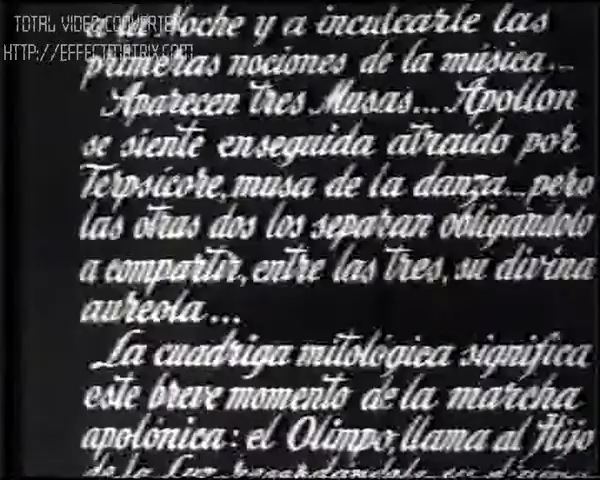 TOTAL VIDEO CONVERTER
HTTP://EFFECTMATRIX.COM
Noche y a inculcarle las
primeras nociones de la música...
Aparecen tres Musas... Apollon
se siente enseguida atraído por
Terpsícore, musa de la danza... pero
las otras dos los separan obligándolo
a compartir, entre las tres, su divina
aureola...
La cuadriga mitológica significa
este breve momento de la marcha
apolónica: el Olimpo, llama al Hijo
de la Luz